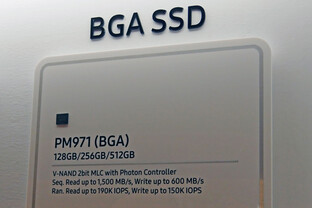 BGA SSD
PM971 (BGA)
128GB/256GB/512GB
V-NAND 2bit MLC with Photon Controller
Seq. Read up to 1,500 MB/s, Write up to 600 MB/s
Ran. Read up to 190K IOPS, Write up to 150K IOPS